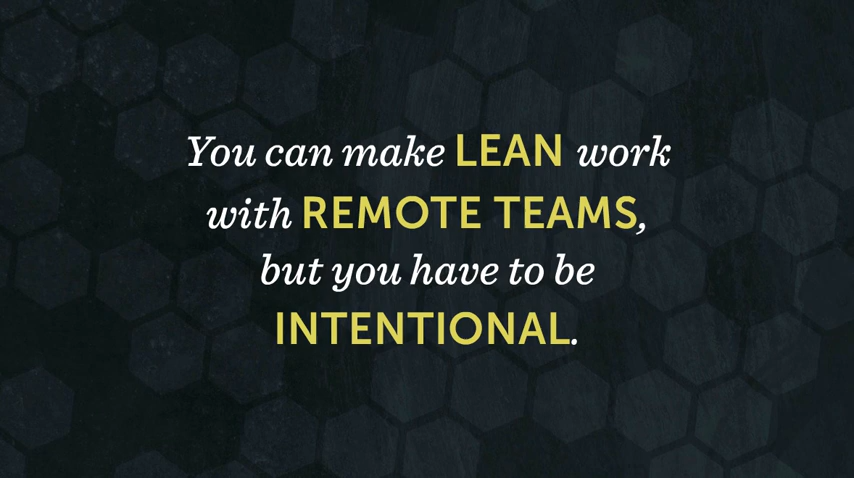 You can make LEAN work
with REMOTE TEAMS,
but you have to be
INTENTIONAL.